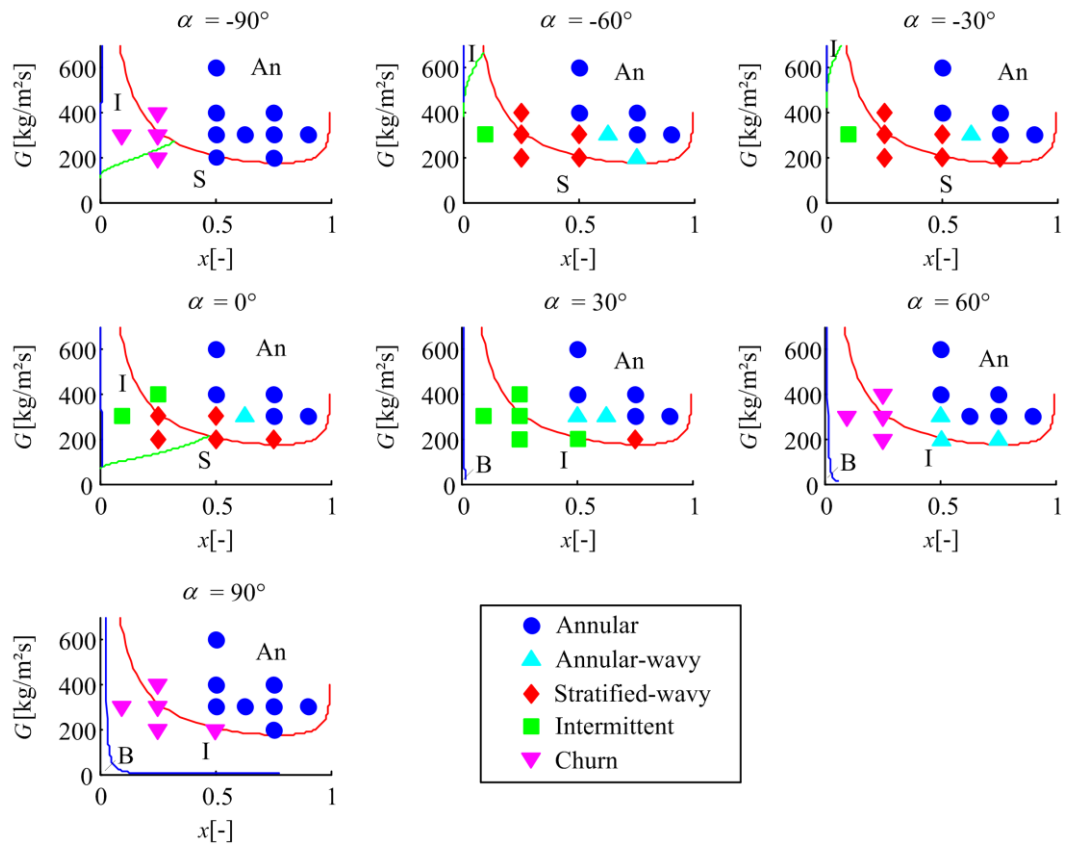 α = -90°
α = -60°
α = -30°
G[kg/m²s]
600
400
200
0
I
An
S
0
0.5
1
x[-]
G[kg/m²s]
600
400
200
0
I
An
S
0
0.5
1
x[-]
G[kg/m²s]
600
400
200
0
I
An
S
0
0.5
1
x[-]
α = 0°
α = 30°
α = 60°
G[kg/m²s]
600
400
200
0
I
An
S
0
0.5
1
x[-]
G[kg/m²s]
600
400
200
0
An
B
I
0
0.5
1
x[-]
G[kg/m²s]
600
400
200
0
An
B
I
0
0.5
1
x[-]
α = 90°
G[kg/m²s]
600
400
200
0
An
B
I
0
0.5
1
x[-]
Annular
Annular-wavy
Stratified-wavy
Intermittent
Churn